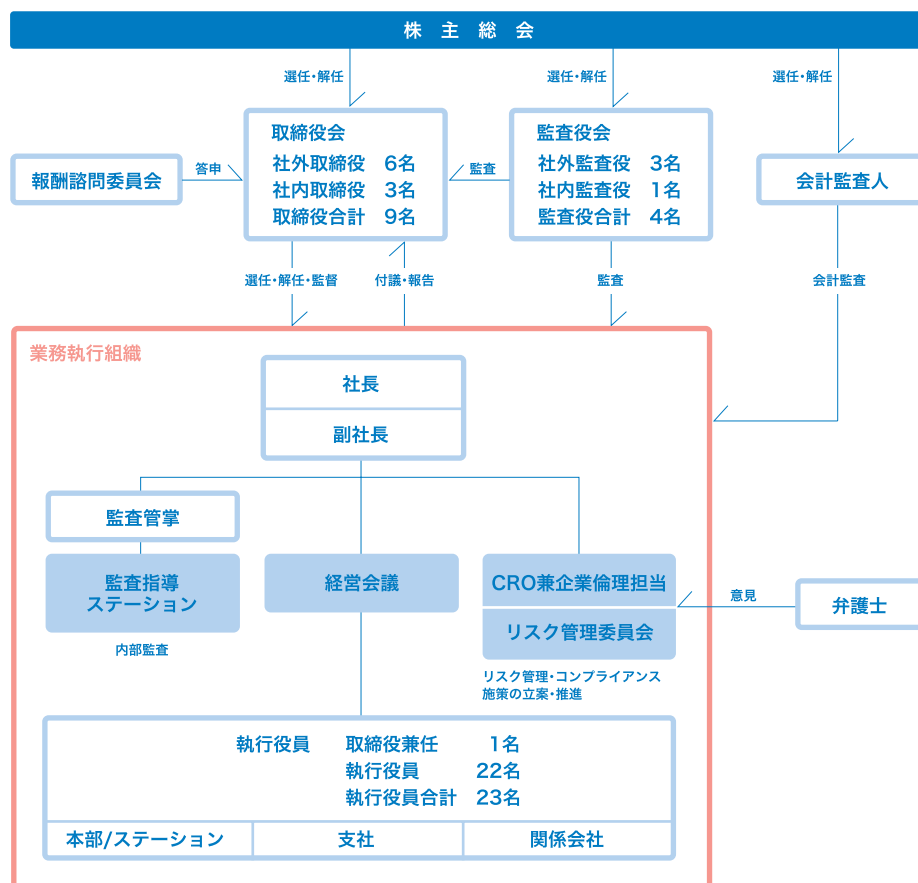 株主総会
選任・解任
選任・解任
選任・解任
取締役会
社外取締役 6名
社内取締役 3名
取締役合計 9名
監査役会
社外監査役 3名
社内監査役 1名
監査役合計 4名
報酬諮問委員会
答申
監査
会計監査人
選任・解任・監督
付議・報告
監査
会計監査
業務執行組織
社長
副社長
監査管掌
監査指導
ステーション
内部監査
経営会議
CRO兼企業倫理担当
リスク管理委員会
リスク管理・コンプライアンス
施策の立案・推進
意見
弁護士
執行役員 取締役兼任 1名
執行役員 22名
執行役員合計 23名
本部/ステーション
支社
関係会社